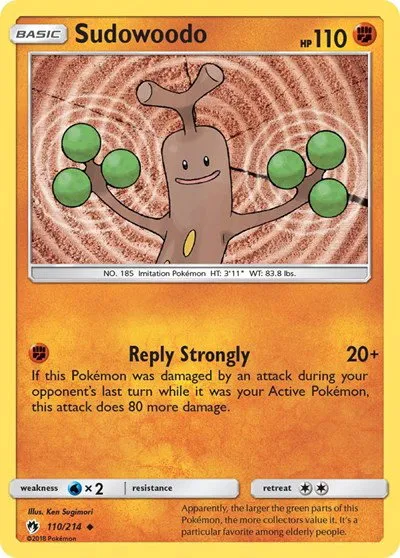 BASIC Sudowoodo HP 110
NO. 185 Imitation Pokémon HT: 3'11" WT: 83.8 lbs.
Reply Strongly 20+
If this Pokémon was damaged by an attack during your
opponent's last turn while it was your Active Pokémon,
this attack does 80 more damage.
weakness ×2 resistance retreat
Illus. Ken Sugimori
110/214
©2018 Pokémon
Apparently, the larger the green parts of this
Pokémon, the more collectors value it. It's a
particular favorite among elderly people.